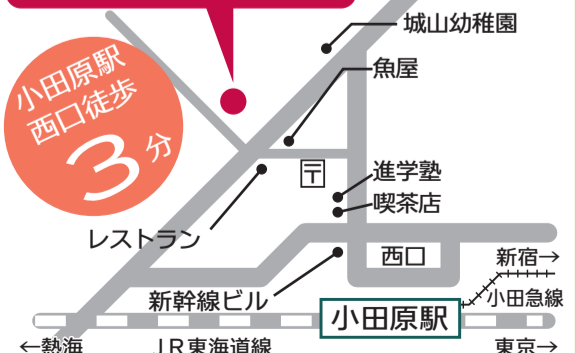 城山幼稚園
魚屋
小田原駅
西口徒歩
3分
〒
進学塾
喫茶店
レストラン
西口
新宿→
新幹線ビル
小田急線
小田原駅
←熱海
JR東海道線
東京→